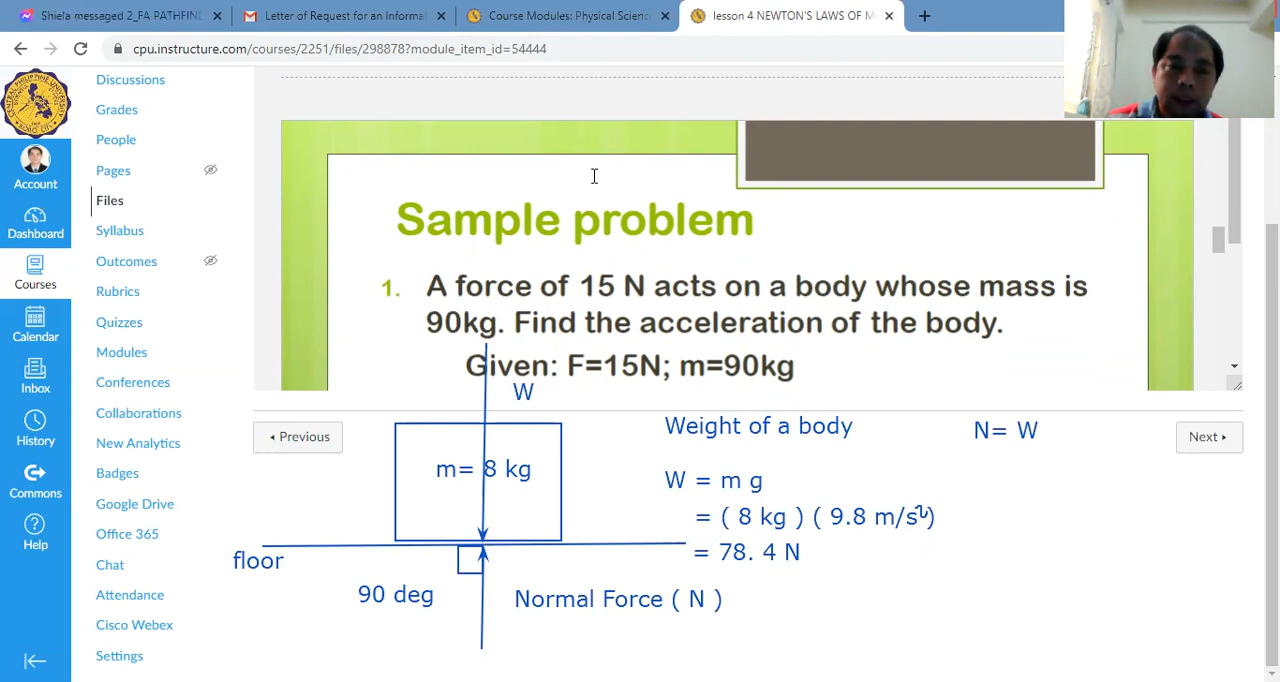 Shiela messaged 2_FA PATHFIND
Letter of Request for an Informat
Course Modules: Physical Science
lesson 4 NEWTON'S LAWS OF M
cpu.instructure.com/courses/2251/files/298878?module_item_id=54444
Account
Dashboard
Courses
Calendar
Inbox
History
Commons
Help
Discussions
Grades
People
Pages
Files
Syllabus
Outcomes
Rubrics
Quizzes
Modules
Conferences
Collaborations
New Analytics
Badges
Google Drive
Office 365
Chat
Attendance
Cisco Webex
Settings
Sample problem
1. A force of 15 N acts on a body whose mass is
90kg. Find the acceleration of the body.
Given: F=15N; m=90kg
Previous
Next
W
m= 8 kg
floor
90 deg
Normal Force ( N )
Weight of a body
N= W
W = m g
= ( 8 kg ) ( 9.8 m/s²)
= 78. 4 N